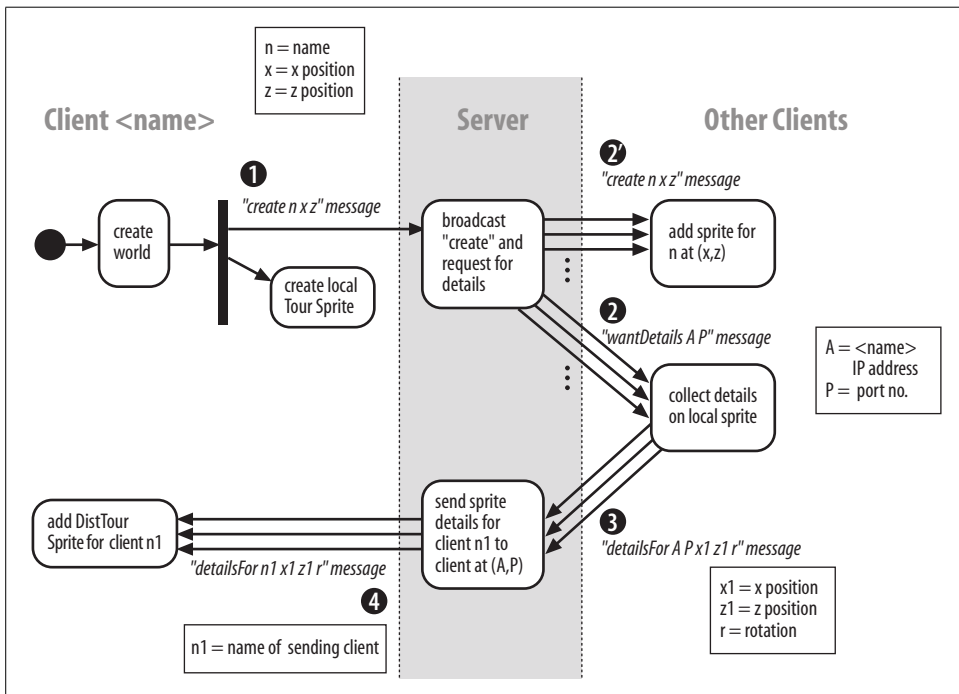 n = name
x = x position
z = z position
Client <name>
Server
Other Clients
1
"create n x z" message
2'
"create n x z" message
create
world
create local
Tour Sprite
broadcast
"create" and
request for
details
add sprite for
n at (x,z)
2
"wantDetails A P" message
A = <name>
IP address
P = port no.
collect details
on local sprite
add DistTour
Sprite for client n1
send sprite
details for
client n1 to
client at (A,P)
3
"detailsFor A P x1 z1 r" message
"detailsFor n1 x1 z1 r" message
4
n1 = name of sending client
x1 = x position
z1 = z position
r = rotation